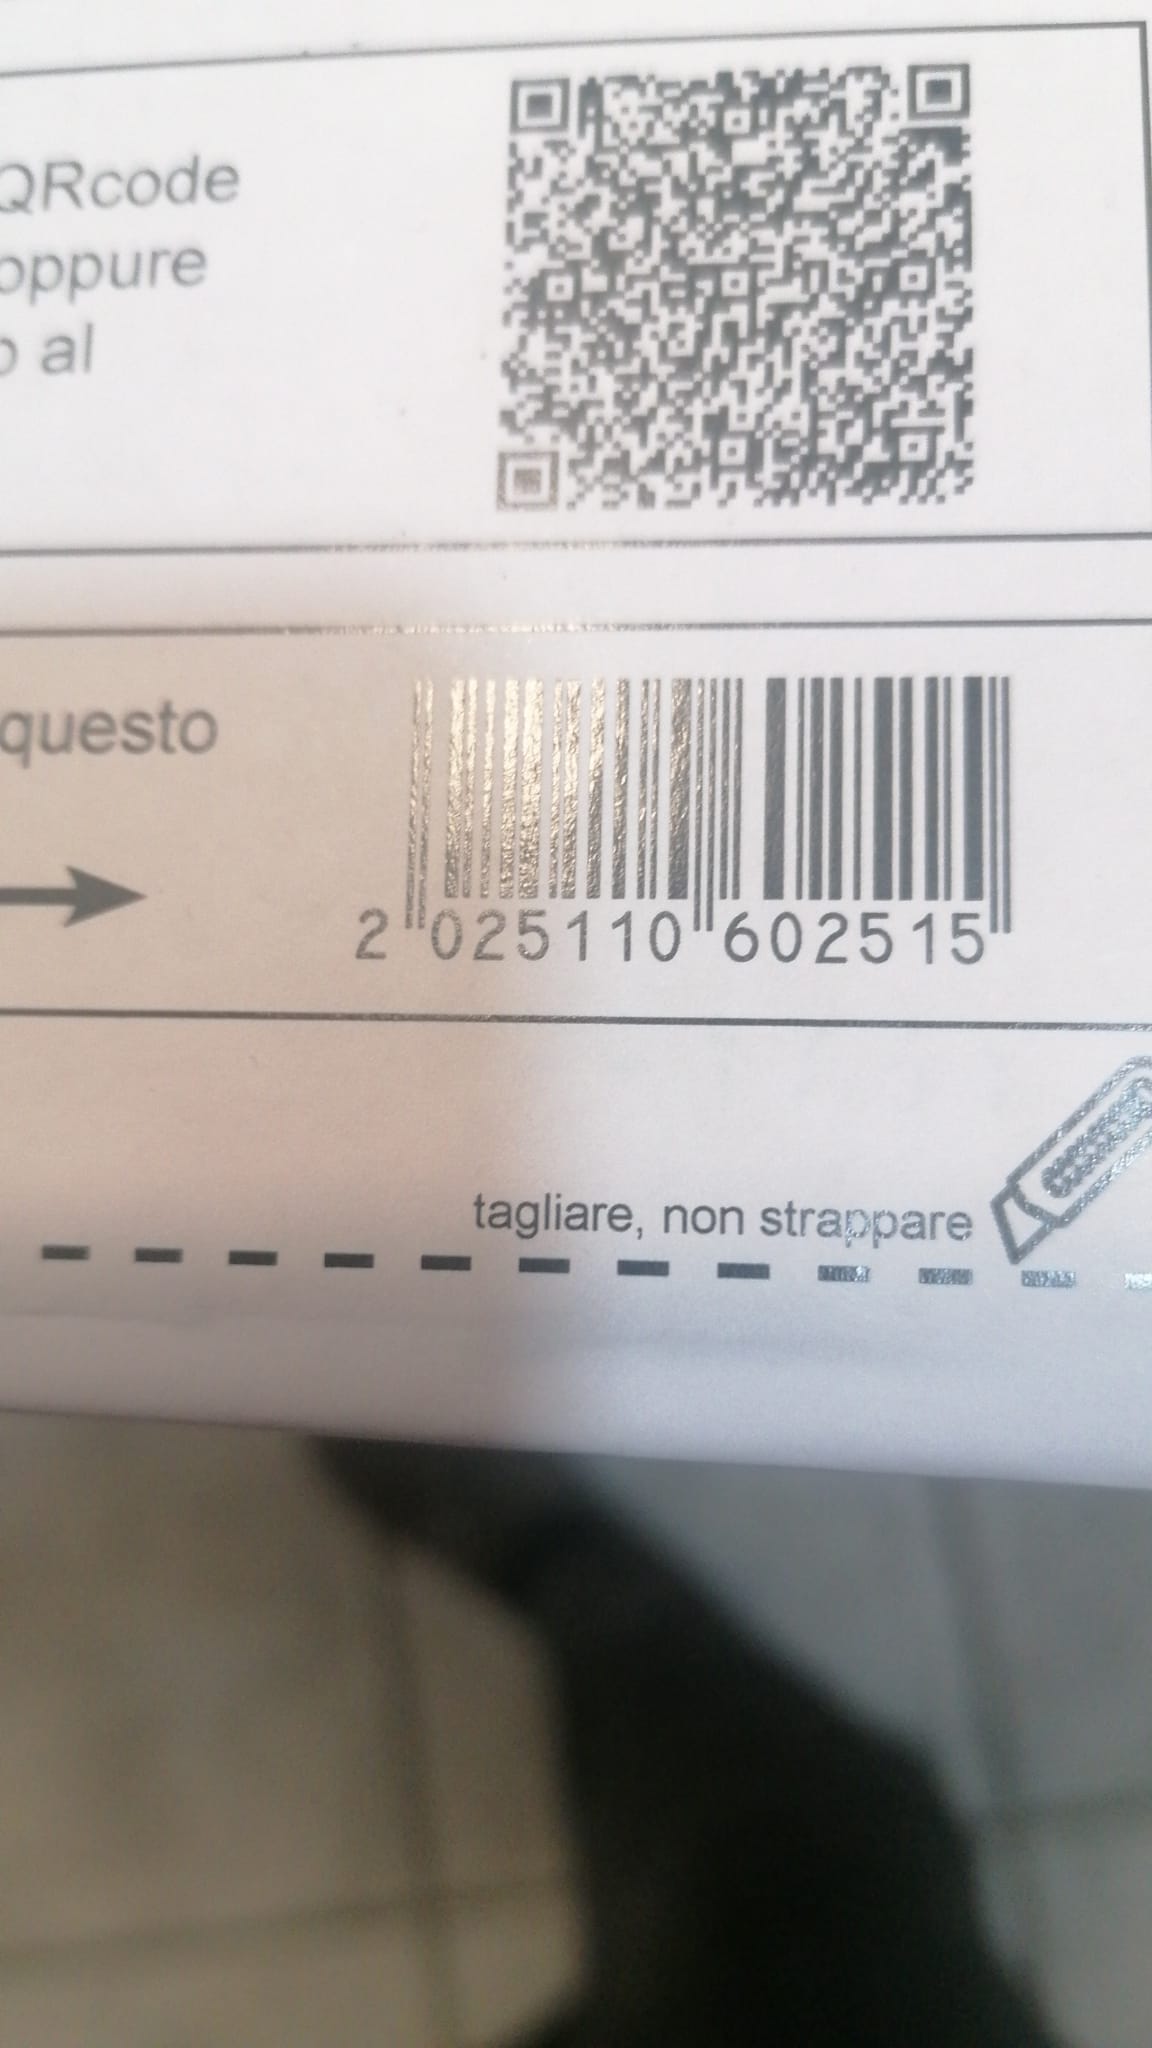 QRcode
oppure
o al
questo
2 025110 602515
tagliare, non strappare